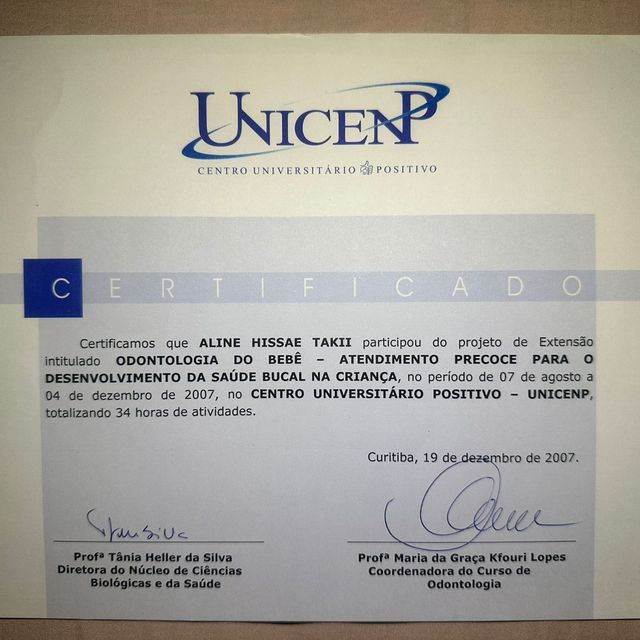 UNICENP
CENTRO UNIVERSITÁRIO POSITIVO
CERTIFICADO
Certificamos que ALINE HISSAE TAKII participou do projeto de Extensão
intitulado ODONTOLOGIA DO BEBÊ – ATENDIMENTO PRECOCE PARA O
DESENVOLVIMENTO DA SAÚDE BUCAL NA CRIANÇA, no período de 07 de agosto a
04 de dezembro de 2007, no CENTRO UNIVERSITÁRIO POSITIVO – UNICENP,
totalizando 34 horas de atividades.
Curitiba, 19 de dezembro de 2007.
Profª Tânia Heller da Silva
Diretora do Núcleo de Ciências
Biológicas e da Saúde
Profª Maria da Graça Kfouri Lopes
Coordenadora do Curso de
Odontologia